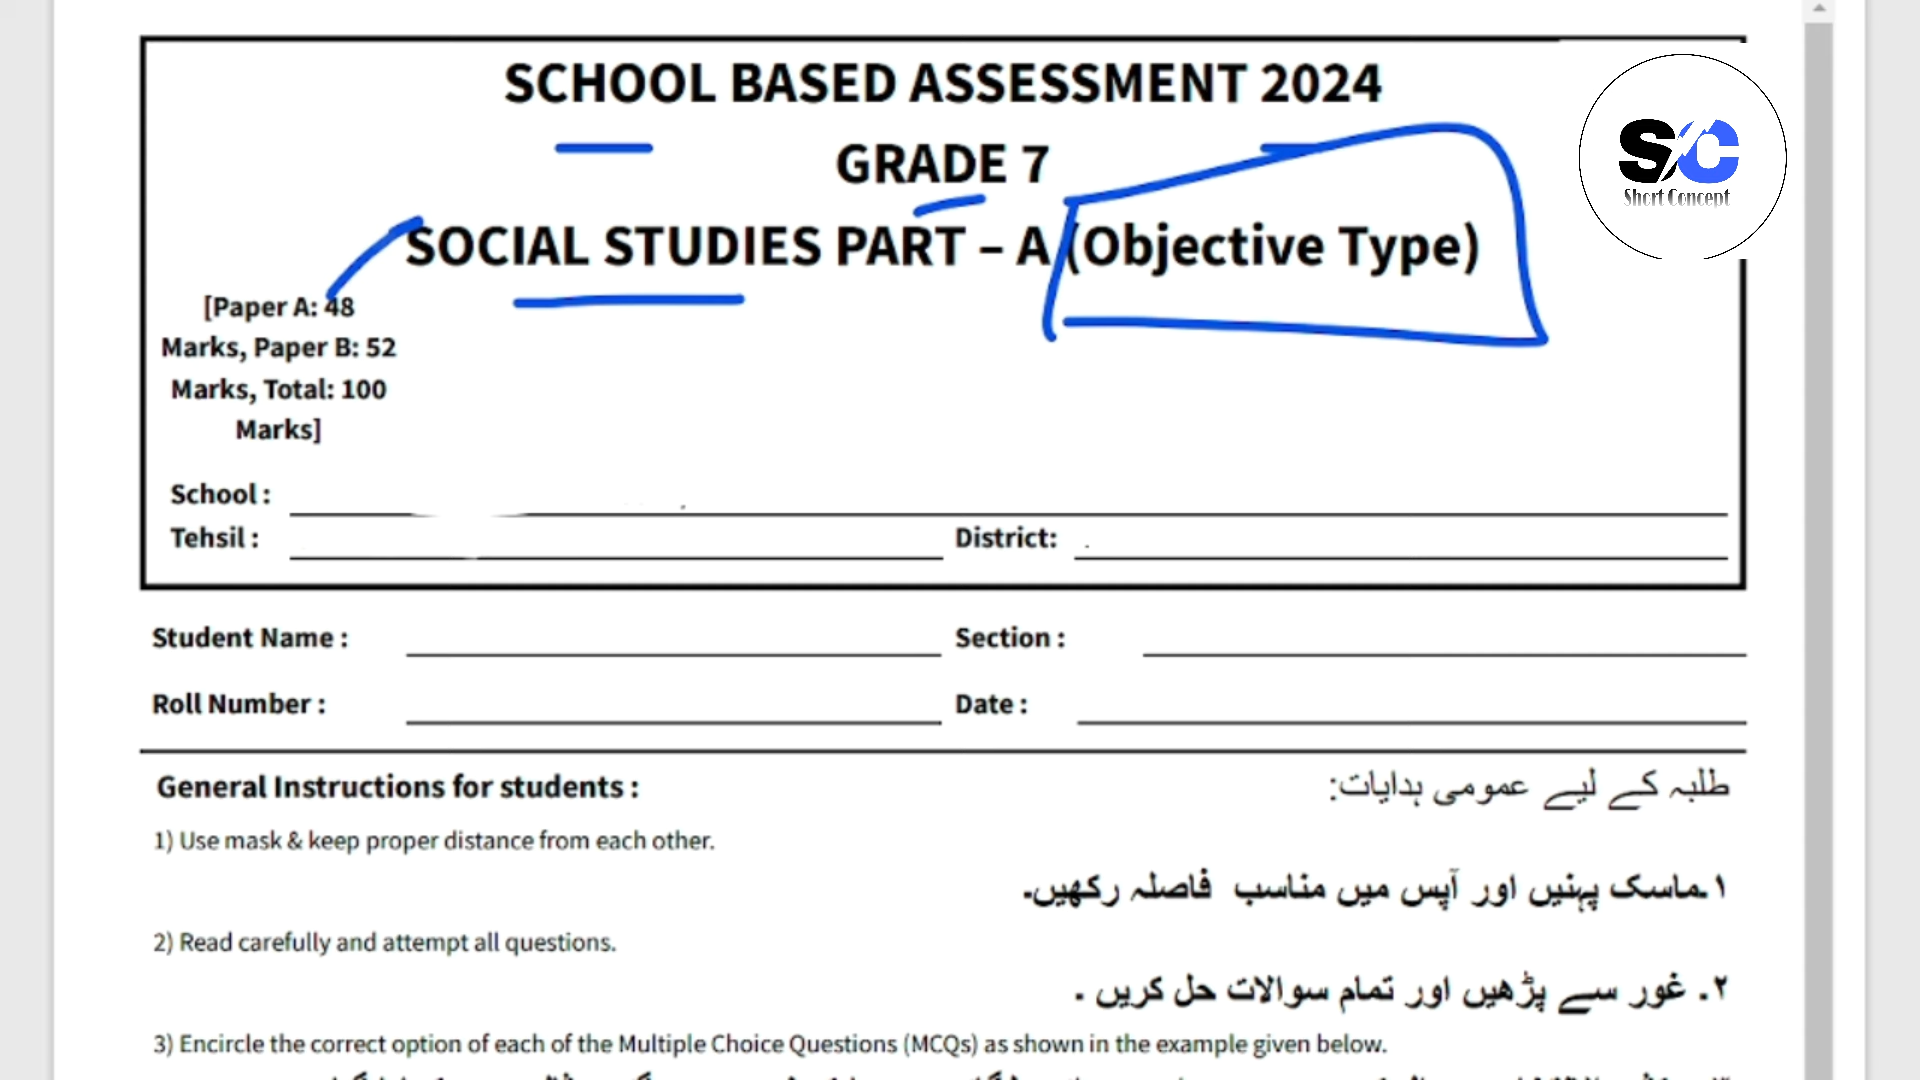 SCHOOL BASED ASSESSMENT 2024
GRADE 7
SOCIAL STUDIES PART – A (Objective Type)
[Paper A: 48
Marks, Paper B: 52
Marks, Total: 100
Marks]
S/C
Short Concept
School :
Tehsil : District:
Student Name : Section :
Roll Number : Date :
General Instructions for students :
طلبہ کے لیے عمومی ہدایات:
1) Use mask & keep proper distance from each other.
۱.ماسک پہنیں اور آپس میں مناسب فاصلہ رکھیں۔
2) Read carefully and attempt all questions.
۲. غور سے پڑھیں اور تمام سوالات حل کریں .
3) Encircle the correct option of each of the Multiple Choice Questions (MCQs) as shown in the example given below.